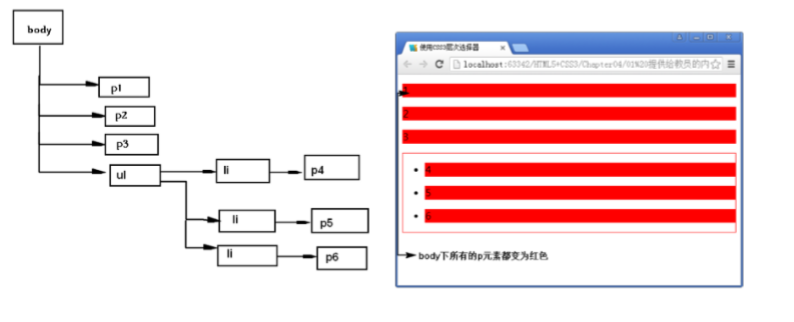 body
p1
p2
p3
ul
li
p4
li
p5
li
p6
使用CSS3层次选择器
localhost:63342/HTML5+CSS3/Chapter04/01%20提供给教员的内
1
2
3
4
5
6
body下所有的p元素都变为红色